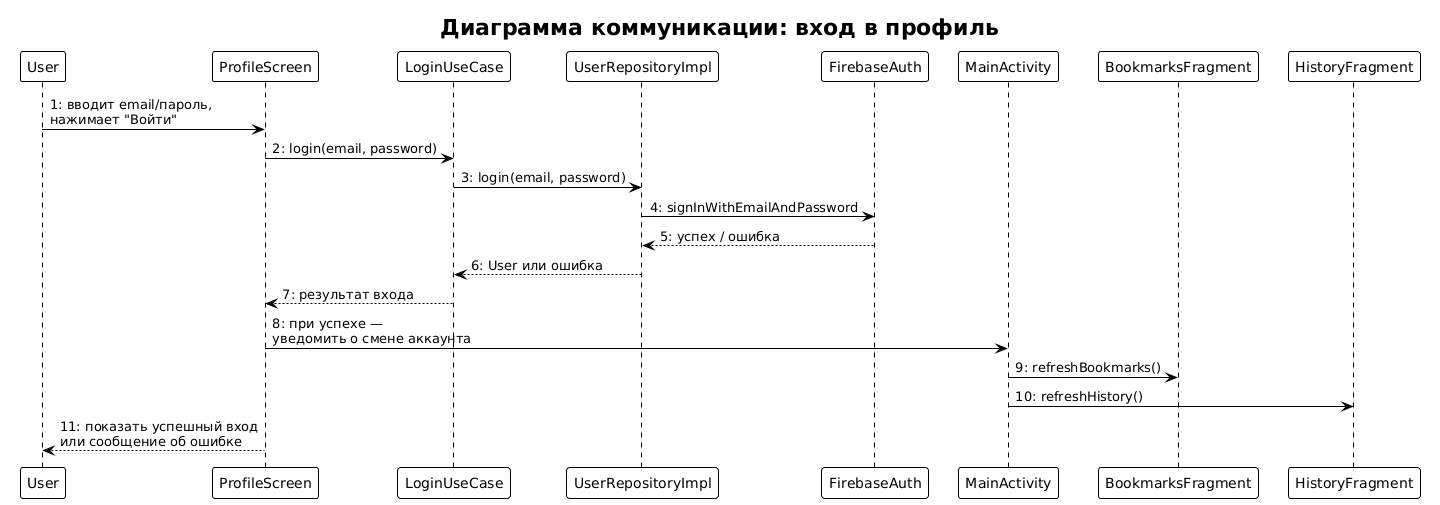 Диаграмма коммуникации: вход в профиль
User
ProfileScreen
LoginUseCase
UserRepositoryImpl
FirebaseAuth
MainActivity
BookmarksFragment
HistoryFragment
1: вводит email/пароль,
нажимает "Войти"
2: login(email, password)
3: login(email, password)
4: signInWithEmailAndPassword
5: успех / ошибка
6: User или ошибка
7: результат входа
8: при успехе —
уведомить о смене аккаунта
9: refreshBookmarks()
10: refreshHistory()
11: показать успешный вход
или сообщение об ошибке
User
ProfileScreen
LoginUseCase
UserRepositoryImpl
FirebaseAuth
MainActivity
BookmarksFragment
HistoryFragment